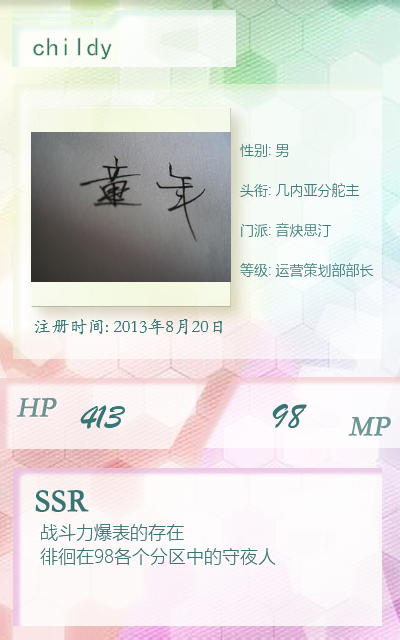 childy
童年
性别: 男
头衔: 几内亚分舵主
门派: 音炔思汀
等级: 运营策划部部长
注册时间: 2013年8月20日
HP 413
98 MP
SSR
战斗力爆表的存在
徘徊在98各个分区中的守夜人